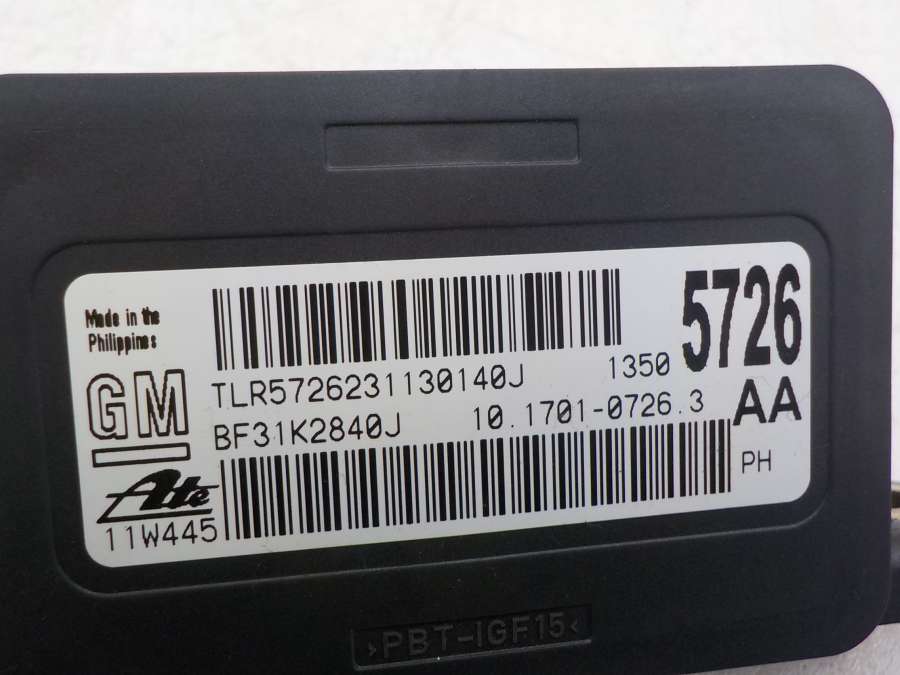 Made in the
Philippines
5726
GM
TLR5726231130140J 1350
BF31K2840J 10.1701-0726.3 AA
Ate
11W445
PH
>PBT-IGF15<